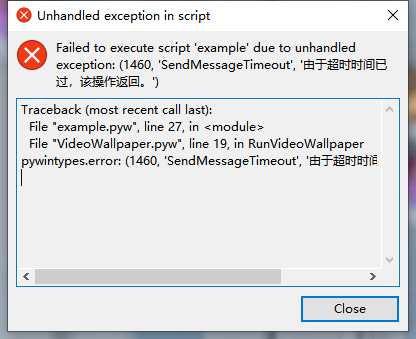 Unhandled exception in script
Failed to execute script 'example' due to unhandled
exception: (1460, 'SendMessageTimeout', '由于超时时间已
过，该操作返回。')
Traceback (most recent call last):
File "example.pyw", line 27, in <module>
File "VideoWallpaper.pyw", line 19, in RunVideoWallpaper
pywintypes.error: (1460, 'SendMessageTimeout', '由于超时时间
Close